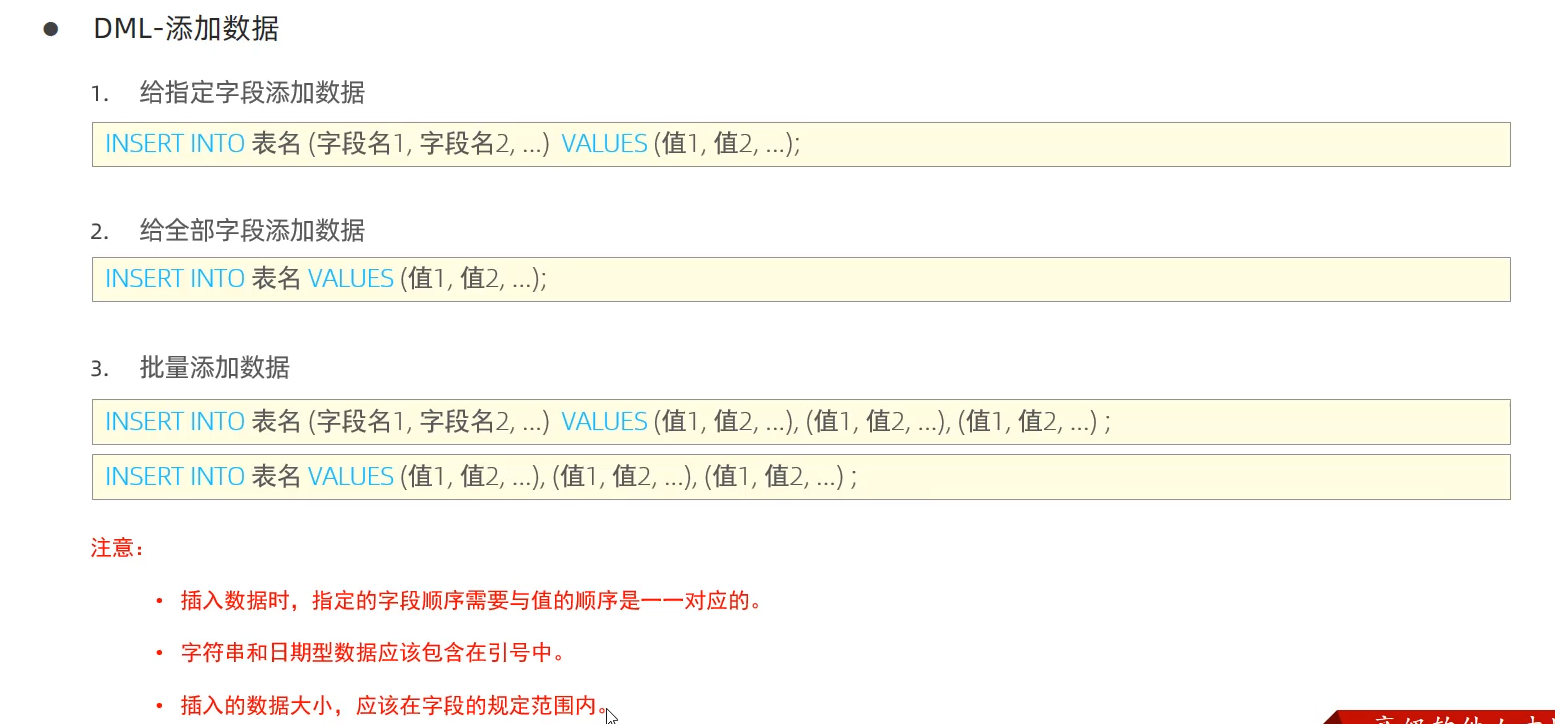 ● DML-添加数据
1. 给指定字段添加数据
INSERT INTO 表名 (字段名1, 字段名2, ...) VALUES (值1, 值2, ...);
2. 给全部字段添加数据
INSERT INTO 表名 VALUES (值1, 值2, ...);
3. 批量添加数据
INSERT INTO 表名 (字段名1, 字段名2, ...) VALUES (值1, 值2, ...), (值1, 值2, ...), (值1, 值2, ...) ;
INSERT INTO 表名 VALUES (值1, 值2, ...), (值1, 值2, ...), (值1, 值2, ...) ;
注意：
• 插入数据时，指定的字段顺序需要与值的顺序是一一对应的。
• 字符串和日期型数据应该包含在引号中。
• 插入的数据大小，应该在字段的规定范围内。